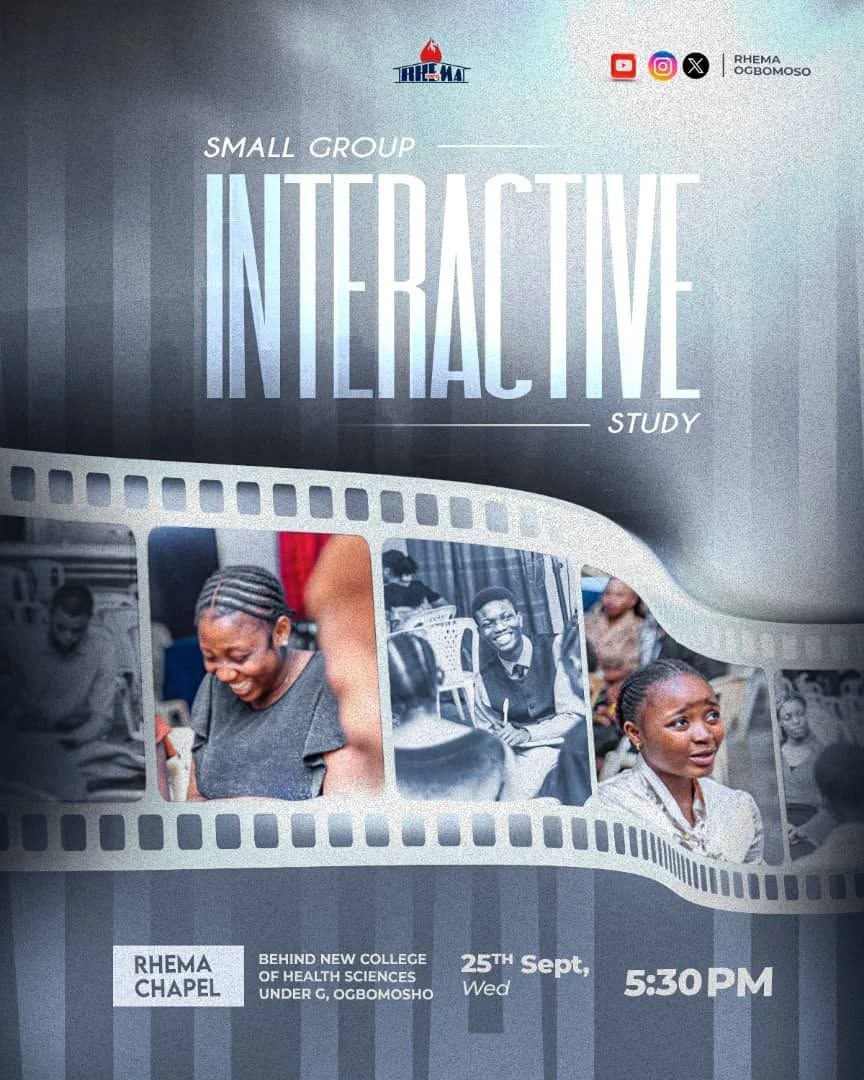 RHEMA
RHEMA
OGBOMOSO
SMALL GROUP
INTERACTIVE
STUDY
RHEMA
CHAPEL
BEHIND NEW COLLEGE
OF HEALTH SCIENCES
UNDER G, OGBOMOSHO
25TH Sept,
Wed
5:30 PM